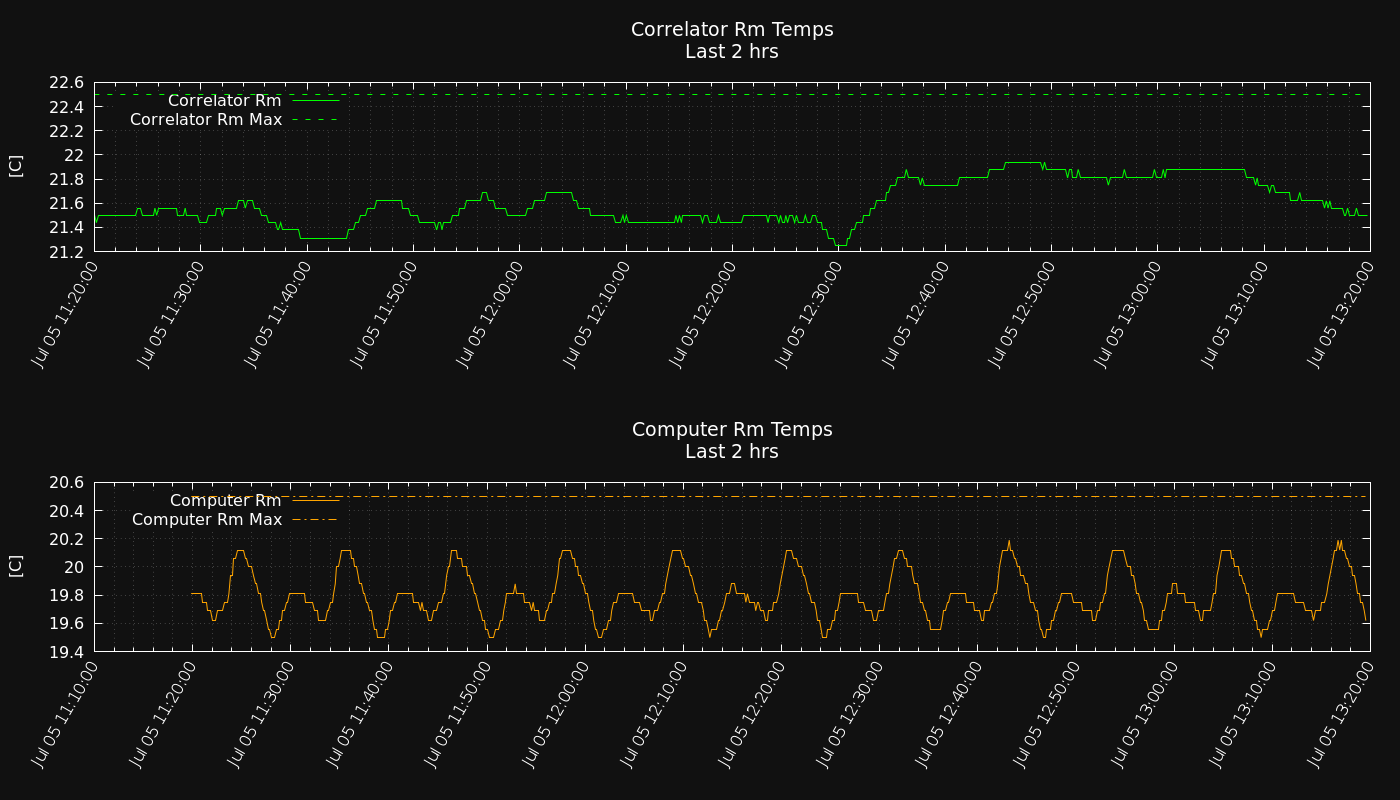 Correlator Rm Temps
Last 2 hrs
22.6
22.4
22.2
22
21.8
21.6
21.4
21.2
[C]
Correlator Rm
Correlator Rm Max
Jul 05 11:20:00
Jul 05 11:30:00
Jul 05 11:40:00
Jul 05 11:50:00
Jul 05 12:00:00
Jul 05 12:10:00
Jul 05 12:20:00
Jul 05 12:30:00
Jul 05 12:40:00
Jul 05 12:50:00
Jul 05 13:00:00
Jul 05 13:10:00
Jul 05 13:20:00
Computer Rm Temps
Last 2 hrs
20.6
20.4
20.2
20
19.8
19.6
19.4
[C]
Computer Rm
Computer Rm Max
Jul 05 11:10:00
Jul 05 11:20:00
Jul 05 11:30:00
Jul 05 11:40:00
Jul 05 11:50:00
Jul 05 12:00:00
Jul 05 12:10:00
Jul 05 12:20:00
Jul 05 12:30:00
Jul 05 12:40:00
Jul 05 12:50:00
Jul 05 13:00:00
Jul 05 13:10:00
Jul 05 13:20:00